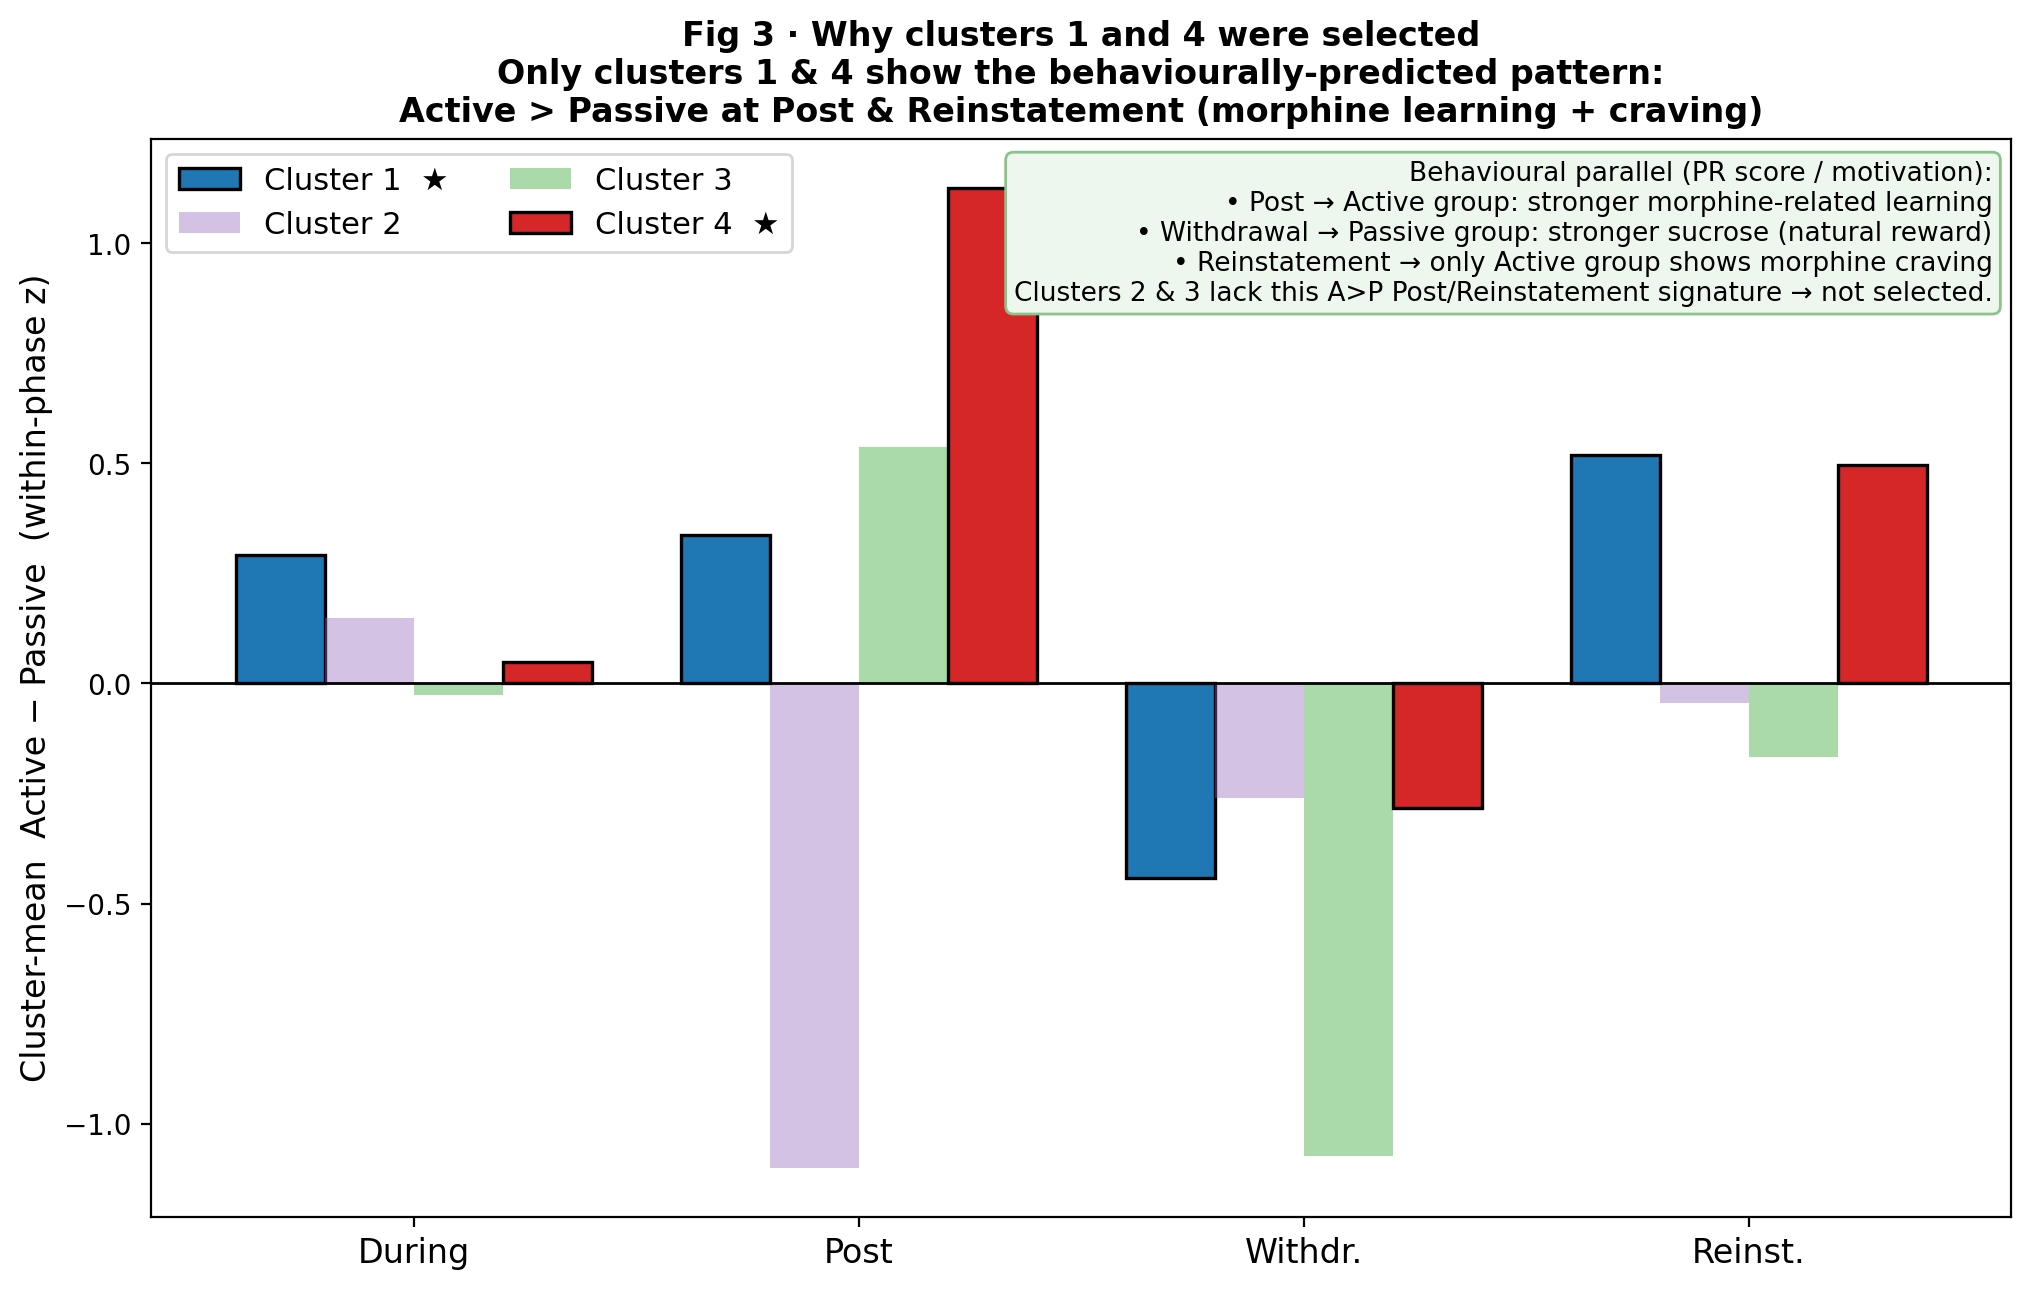 Fig 3 · Why clusters 1 and 4 were selected
Only clusters 1 & 4 show the behaviourally-predicted pattern:
Active > Passive at Post & Reinstatement (morphine learning + craving)
Cluster 1 ★
Cluster 2
Cluster 3
Cluster 4 ★
Behavioural parallel (PR score / motivation):
• Post → Active group: stronger morphine-related learning
• Withdrawal → Passive group: stronger sucrose (natural reward)
• Reinstatement → only Active group shows morphine craving
Clusters 2 & 3 lack this A>P Post/Reinstatement signature → not selected.
Cluster-mean Active − Passive (within-phase z)
1.0
0.5
0.0
−0.5
−1.0
During
Post
Withdr.
Reinst.